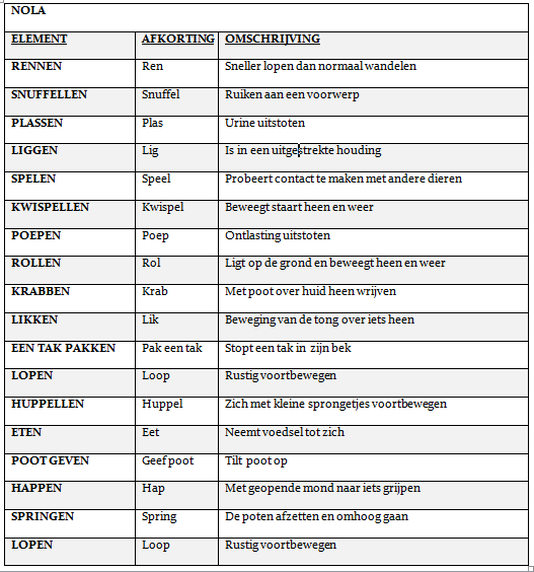 NOLA
ELEMENT AFKORTING OMSCHRIJVING
RENNEN Ren Sneller lopen dan normaal wandelen
SNUFFELLEN Snuffel Ruiken aan een voorwerp
PLASSEN Plas Urine uitstoten
LIGGEN Lig Is in een uitgestrekte houding
SPELEN Speel Probeert contact te maken met andere dieren
KWISPELLEN Kwispel Beweegt staart heen en weer
POEPEN Poep Ontlasting uitstoten
ROLLEN Rol Ligt op de grond en beweegt heen en weer
KRABBEN Krab Met poot over huid heen wrijven
LIKKEN Lik Beweging van de tong over iets heen
EEN TAK PAKKEN Pak een tak Stopt een tak in zijn bek
LOPEN Loop Rustig voortbewegen
HUPPELLEN Huppel Zich met kleine sprongetjes voortbewegen
ETEN Eet Neemt voedsel tot zich
POOT GEVEN Geef poot Tilt poot op
HAPPEN Hap Met geopende mond naar iets grijpen
SPRINGEN Spring De poten afzetten en omhoog gaan
LOPEN Loop Rustig voortbewegen